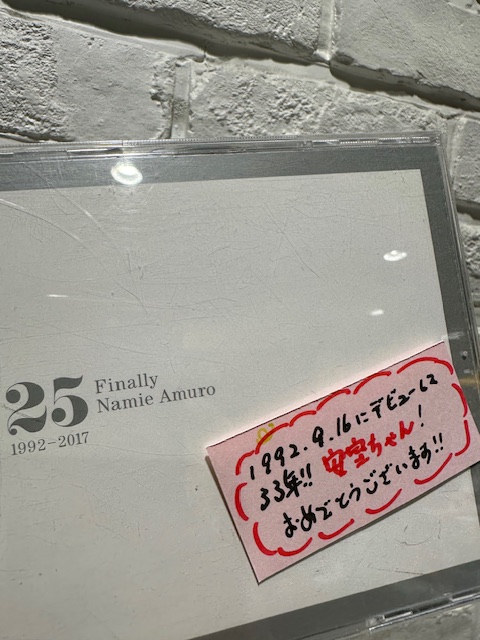 25
Finally
Namie Amuro
1992-2017
1992.9.16にデビューして
33年!! 安室ちゃん!
おめでとうございます!!